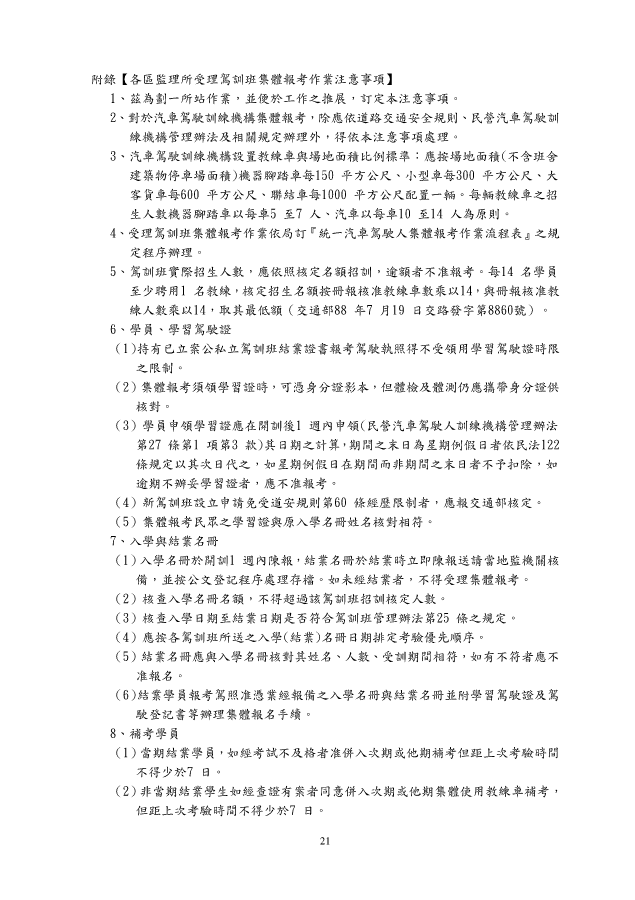 附錄【各區監理所受理駕訓班集體報考作業注意事項】
1、茲為劃一所站作業，並便於工作之推展，訂定本注意事項。
2、對於汽車駕駛訓練機構集體報考，除應依道路交通安全規則、民營汽車駕駛訓
練機構管理辦法及相關規定辦理外，得依本注意事項處理。
3、汽車駕駛訓練機構設置教練車與場地面積比例標準：應按場地面積(不含班舍
建築物停車場面積)機器腳踏車每150 平方公尺、小型車每300 平方公尺、大
客貨車每600 平方公尺、聯結車每1000 平方公尺配置一輛。每輛教練車之招
生人數機器腳踏車以每車5 至7 人、汽車以每車10 至14 人為原則。
4、受理駕訓班集體報考作業依局訂『統一汽車駕駛人集體報考作業流程表』之規
定程序辦理。
5、駕訓班實際招生人數，應依照核定名額招訓，逾額者不准報考。每14 名學員
至少聘用1 名教練，核定招生名額按冊報核准教練車數乘以14，與冊報核准教
練人數乘以14，取其最低額（交通部88 年7 月19 日交路發字第8860號）。
6、學員、學習駕駛證
(1)持有已立案公私立駕訓班結業證書報考駕駛執照得不受領用學習駕駛證時限
之限制。
(2) 集體報考須領學習證時，可憑身分證影本，但體檢及體測仍應攜帶身分證供
核對。
(3) 學員申領學習證應在開訓後1 週內申領(民營汽車駕駛人訓練機構管理辦法
第27 條第1 項第3 款)其日期之計算，期間之末日為星期例假日者依民法122
條規定以其次日代之，如星期例假日在期間而非期間之末日者不予扣除，如
逾期不辦妥學習證者，應不准報考。
(4) 新駕訓班設立申請免受道安規則第60 條經歷限制者，應報交通部核定。
(5) 集體報考民眾之學習證與原入學名冊姓名核對相符。
7、入學與結業名冊
(1)入學名冊於開訓1 週內陳報，結業名冊於結業時立即陳報送請當地監機關核
備，並按公文登記程序處理存檔。如未經結業者，不得受理集體報考。
(2) 核查入學名冊名額，不得超過該駕訓班招訓核定人數。
(3) 核查入學日期至結業日期是否符合駕訓班管理辦法第25 條之規定。
(4) 應按各駕訓班所送之入學(結業)名冊日期排定考驗優先順序。
(5) 結業名冊應與入學名冊核對其姓名、人數、受訓期間相符，如有不符者應不
准報名。
(6)結業學員報考駕照准憑業經報備之入學名冊與結業名冊並附學習駕駛證及駕
駛登記書等辦理集體報名手續。
8、補考學員
(1)當期結業學員，如經考試不及格者准併入次期或他期補考但距上次考驗時間
不得少於7 日。
(2)非當期結業學生如經查證有案者同意併入次期或他期集體使用教練車補考，
但距上次考驗時間不得少於7 日。
21